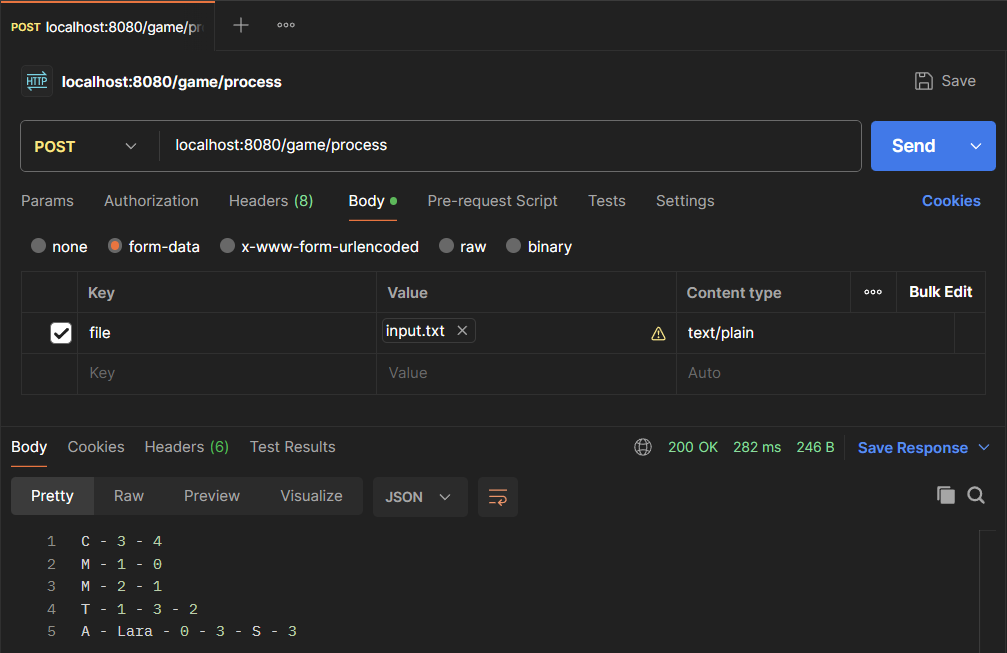 POST localhost:8080/game/pr
HTTP localhost:8080/game/process Save
POST localhost:8080/game/process Send
Params Authorization Headers (8) Body Pre-request Script Tests Settings Cookies
none form-data x-www-form-urlencoded raw binary
Key Value Content type Bulk Edit
file input.txt text/plain
Key Value Auto
Body Cookies Headers (6) Test Results 200 OK 282 ms 246 B Save Response
Pretty Raw Preview Visualize JSON
1 C - 3 - 4
2 M - 1 - 0
3 M - 2 - 1
4 T - 1 - 3 - 2
5 A - Lara - 0 - 3 - S - 3